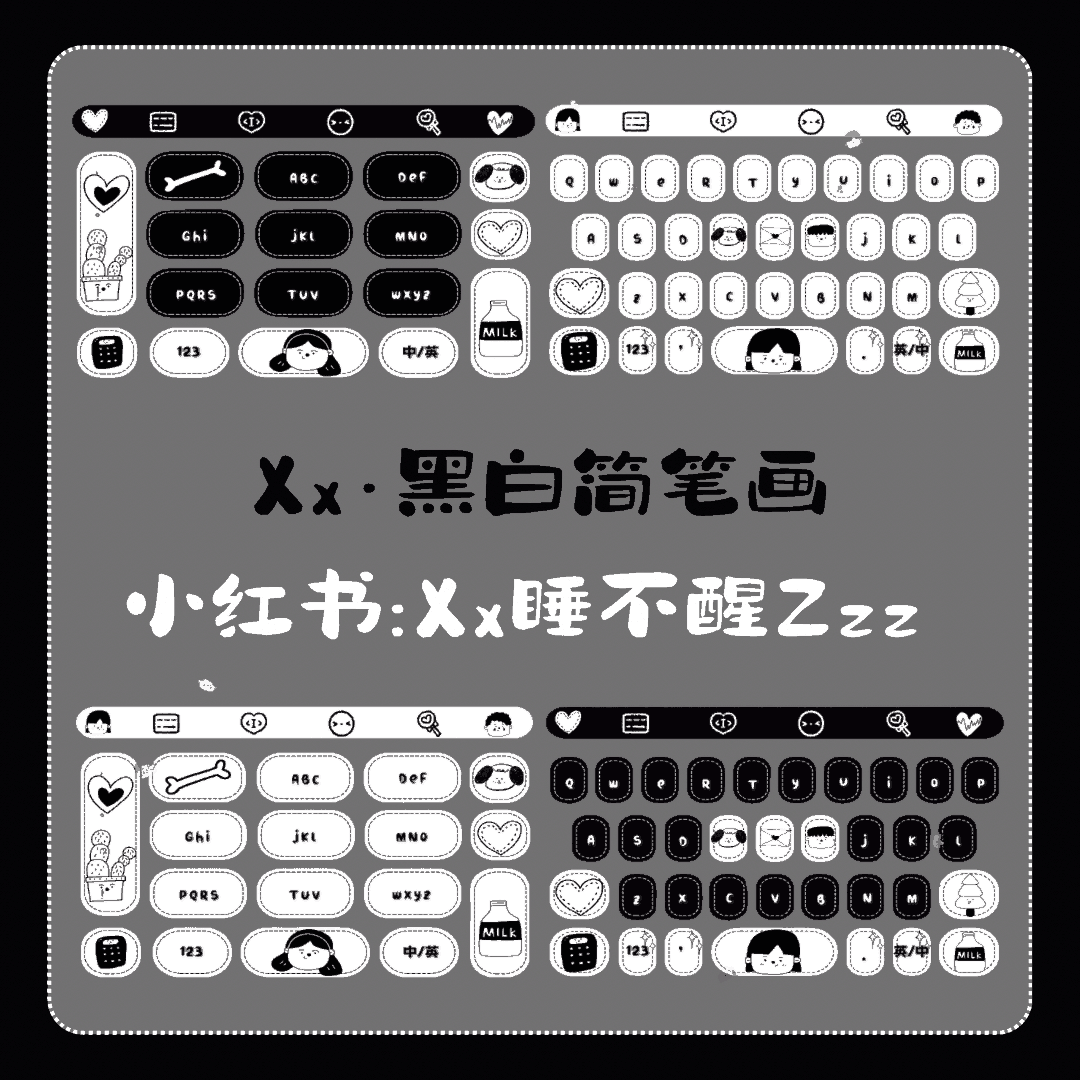 ABC DeF
Ghi jKL MNO
PQRS TUV wxyz
MILK
123 中/英
Q w e R T y u i o p
A S D j K l
z x C V B N M
123 , . 英/中 MILK
Xx·黑白简笔画
小红书:Xx睡不醒Zzz
ABC DeF
Ghi jKL MNO
PQRS TUV wxyz
MILK
123 中/英
Q w e R T y u i o p
A S D j K l
z x C V B N M
123 , . 英/中 MILK